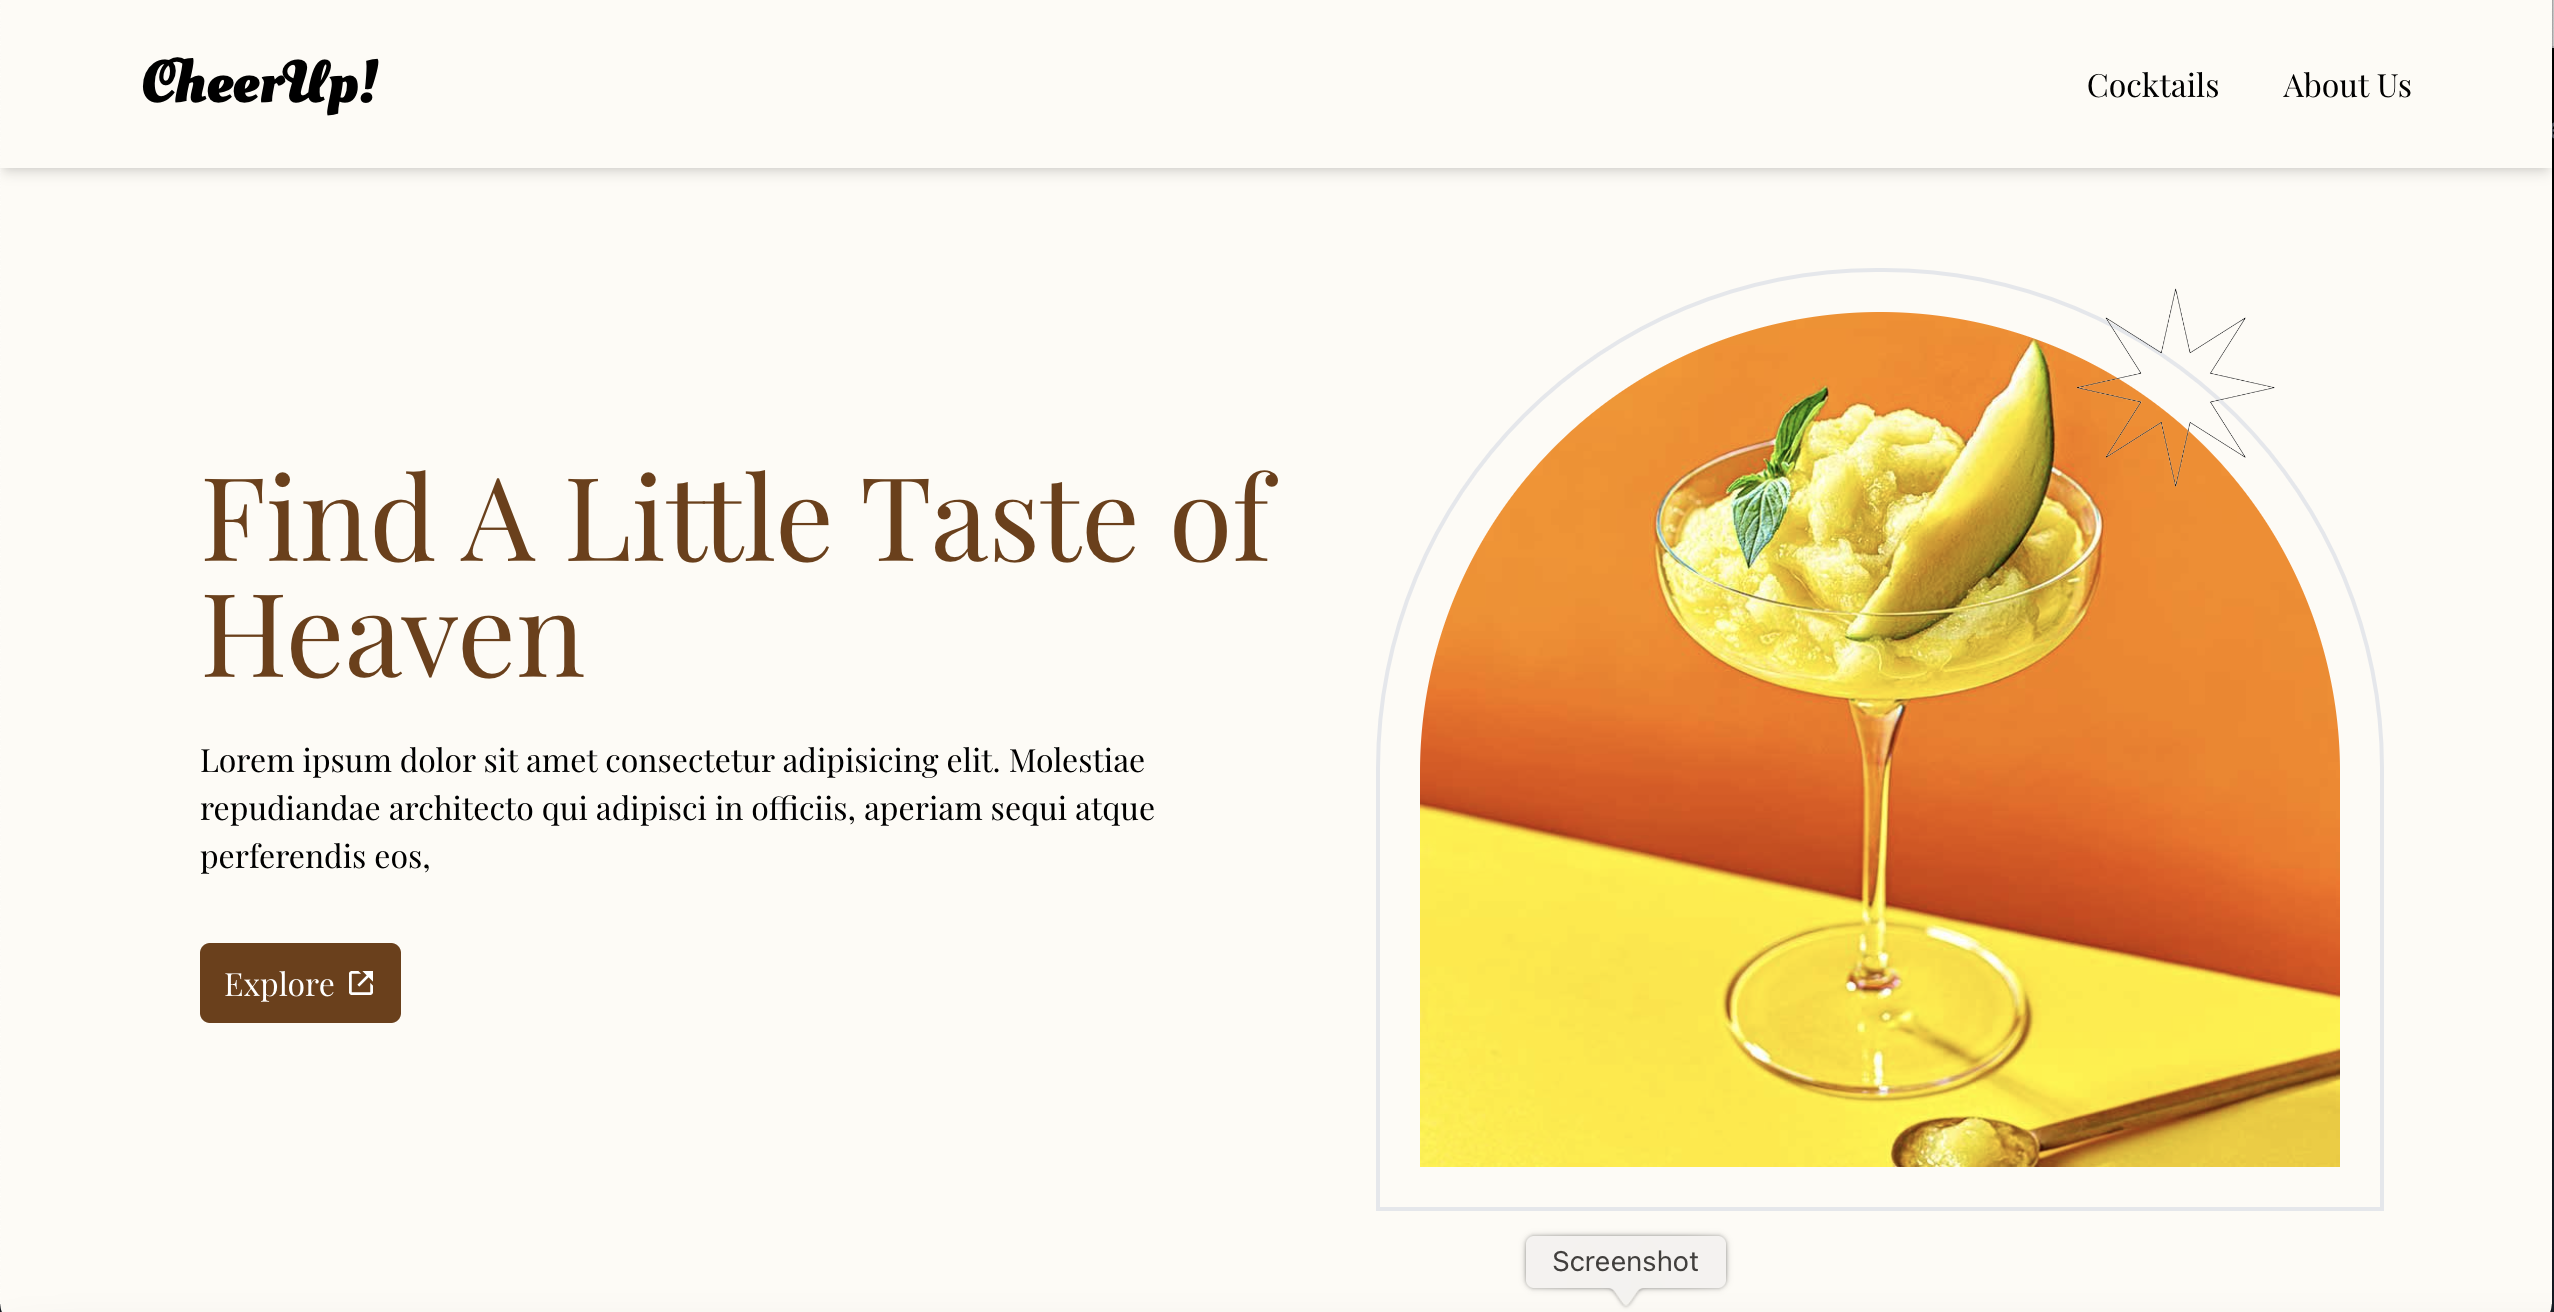 CheerUp!
Cocktails About Us
Find A Little Taste of
Heaven
Lorem ipsum dolor sit amet consectetur adipisicing elit. Molestiae
repudiandae architecto qui adipisci in officiis, aperiam sequi atque
perferendis eos,
Explore
Screenshot